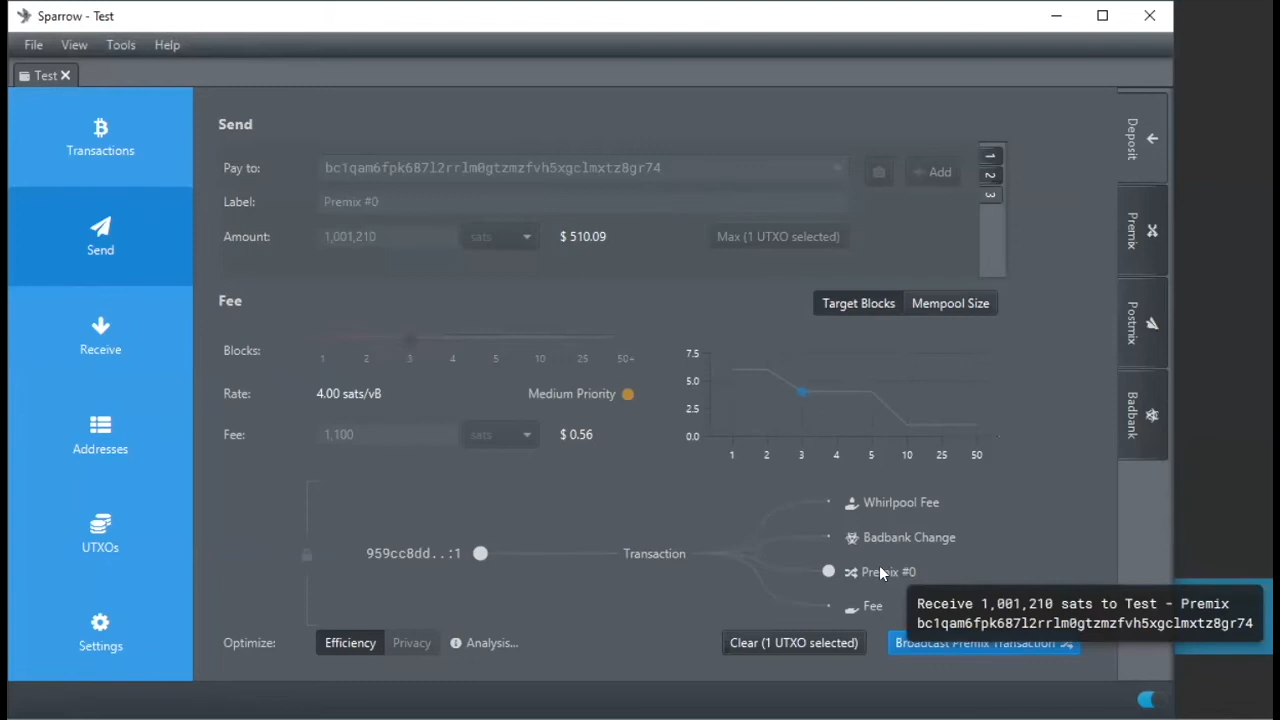 Sparrow - Test
File View Tools Help
Test
Transactions
Send
Receive
Addresses
UTXOs
Settings
Send
Pay to: bc1qam6fpk687l2rrlm0gtzmzfvh5xgclmxtz8gr74 Add
Label: Premix #0
Amount: 1,001,210 sats $ 510.09 Max (1 UTXO selected)
1
2
3
Fee
Target Blocks Mempool Size
Blocks: 1 2 3 4 5 10 25 50+
Rate: 4.00 sats/vB Medium Priority
Fee: 1,100 sats $ 0.56
7.5
5.0
2.5
0.0
1 2 3 4 5 10 25 50
959cc8dd..:1 Transaction
Whirlpool Fee
Badbank Change
Premix #0
Fee
Receive 1,001,210 sats to Test - Premix
bc1qam6fpk687l2rrlm0gtzmzfvh5xgclmxtz8gr74
Optimize: Efficiency Privacy Analysis... Clear (1 UTXO selected) Broadcast Premix Transaction
Deposit
Premix
Postmix
Badbank